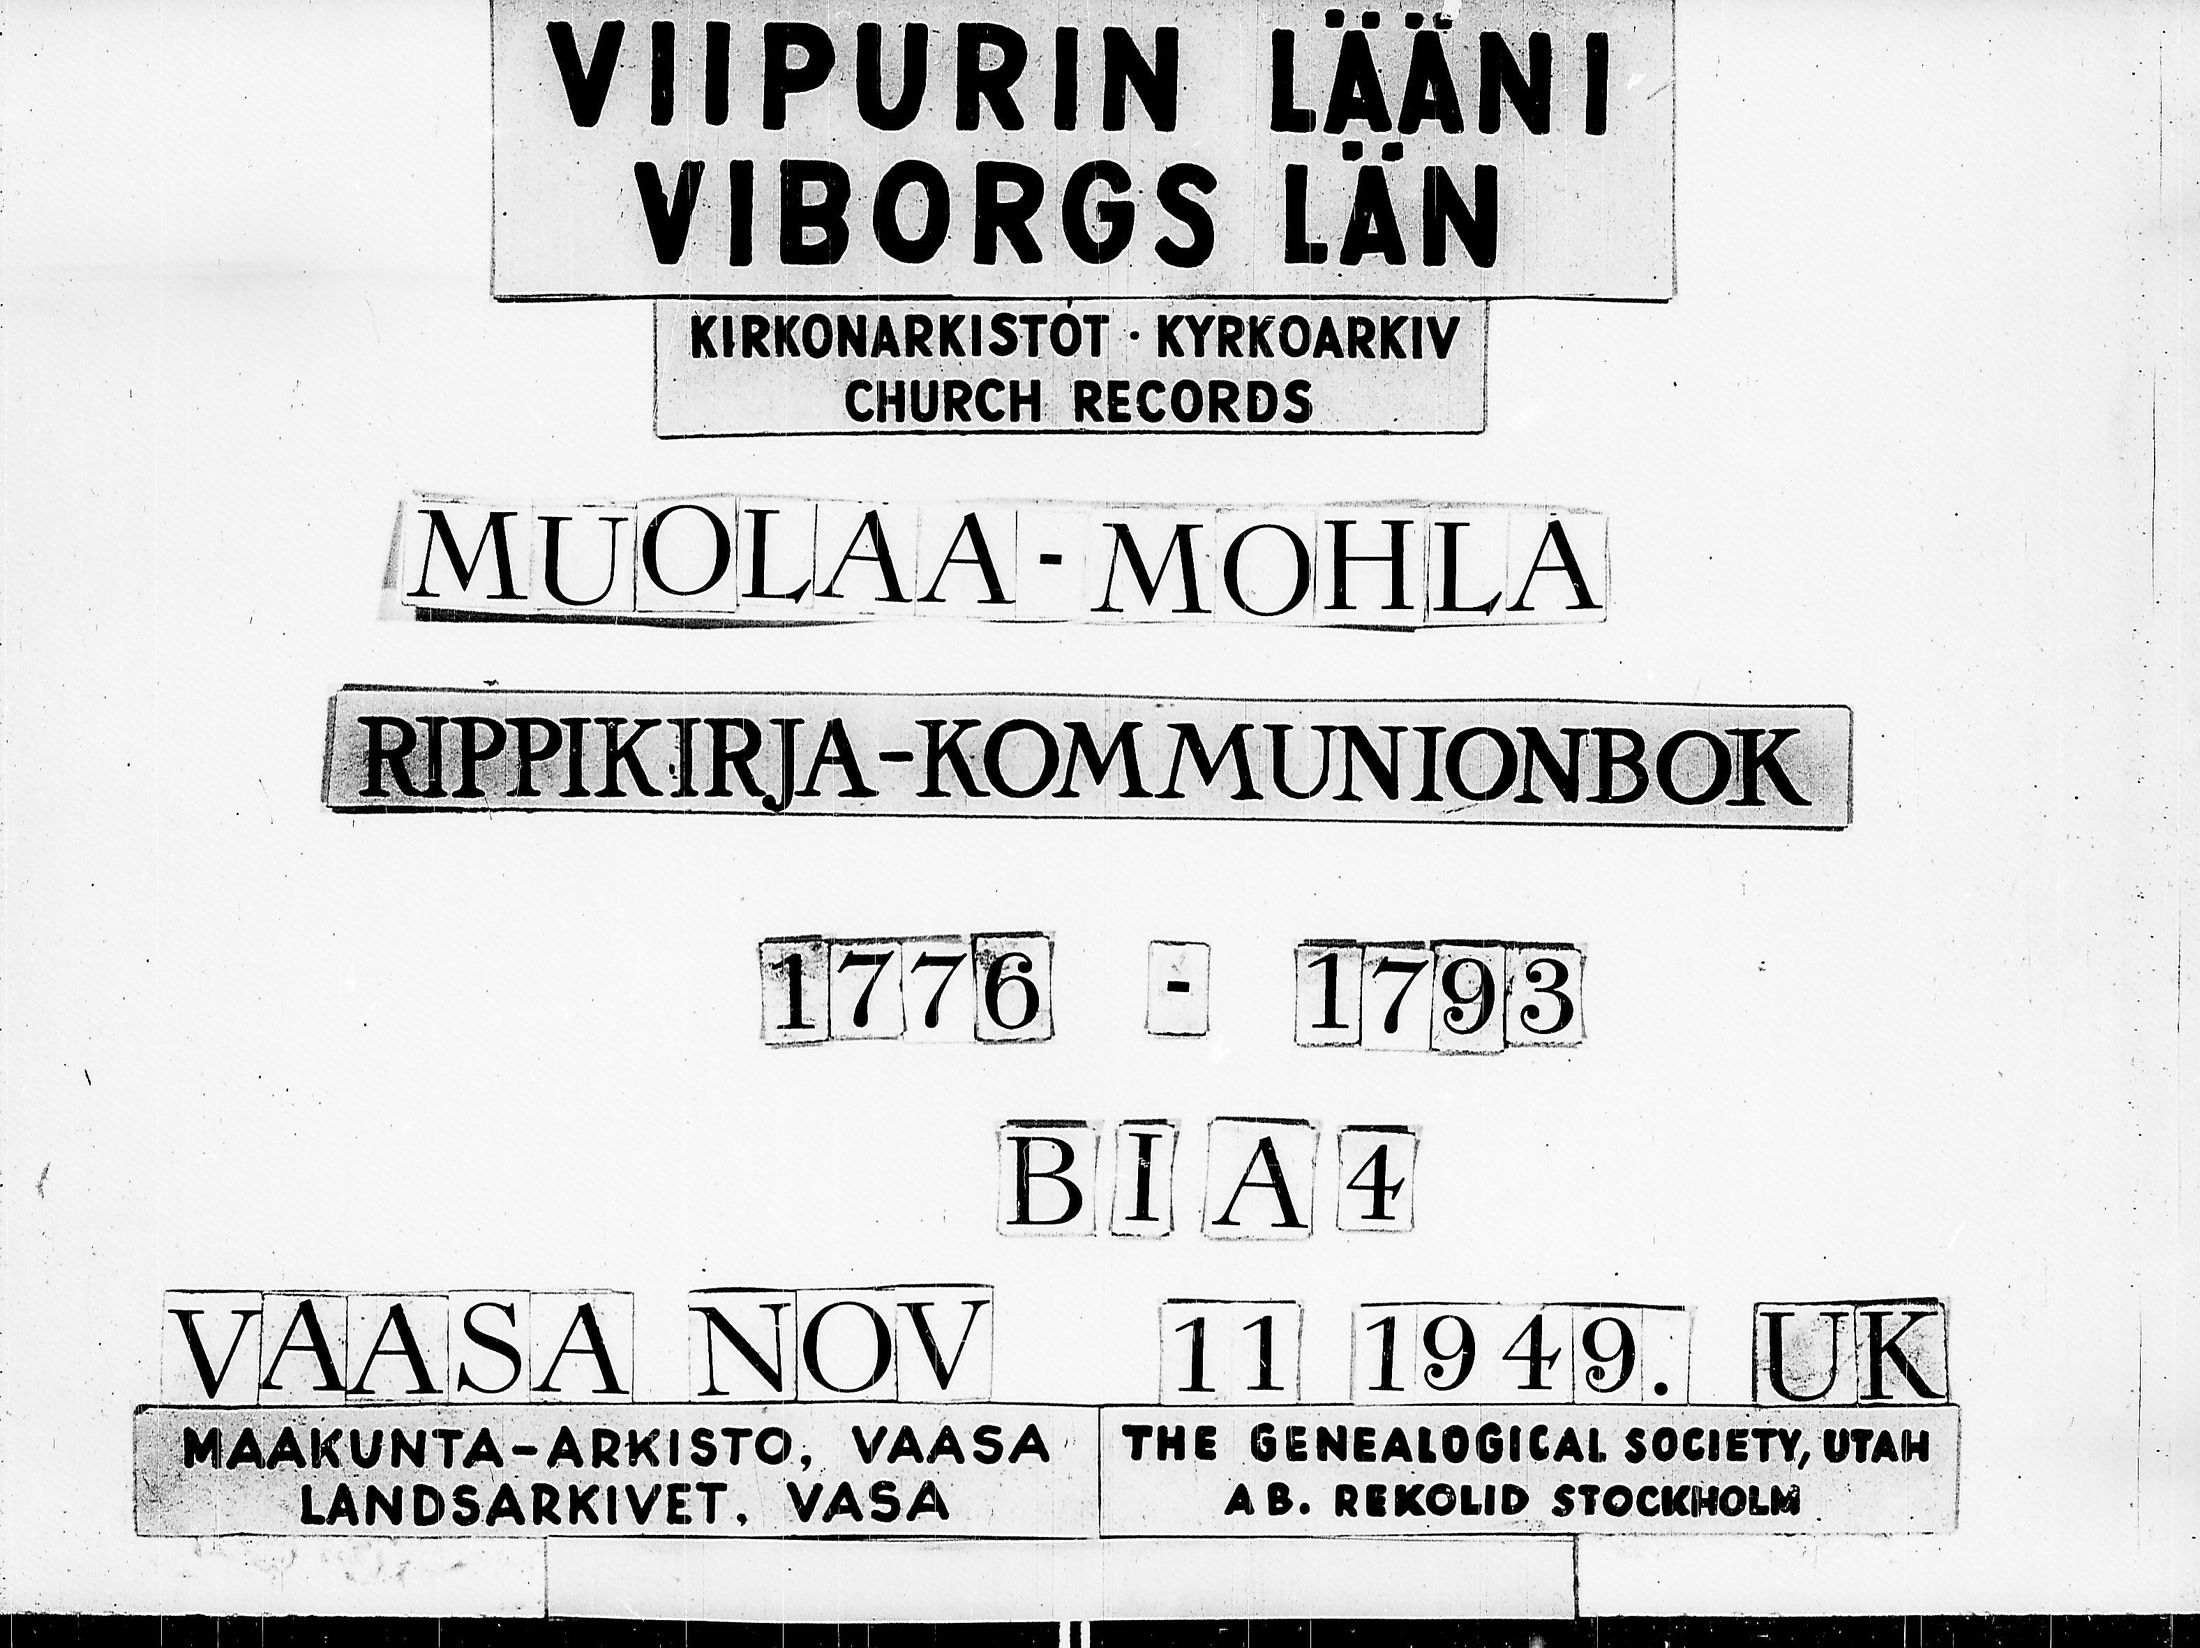 VIIPURIN LÄÄNI
VIBORGS LÄN
KIRKONARKISTOT · KYRKOARKIV
CHURCH RECORDS
MUOLAA - MOHLA
RIPPIKIRJA-KOMMUNIONBOK
1776 - 1793
B I A 4
VAASA NOV 11 1949. UK
MAAKUNTA-ARKISTO, VAASA
LANDSARKIVET, VASA
THE GENEALOGICAL SOCIETY, UTAH
AB. REKOLID STOCKHOLM